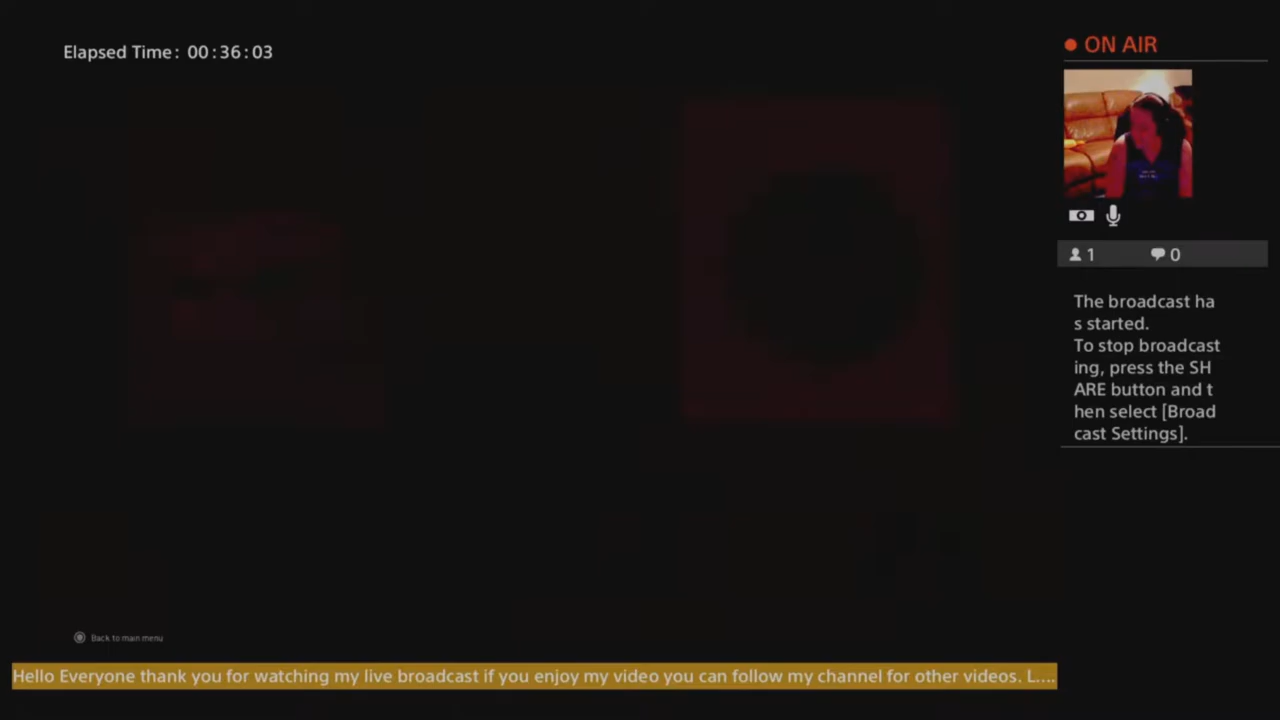 Elapsed Time: 00:36:03
ON AIR
1 0
The broadcast ha
s started.
To stop broadcast
ing, press the SH
ARE button and t
hen select [Broad
cast Settings].
Back to main menu
Hello Everyone thank you for watching my live broadcast if you enjoy my video you can follow my channel for other videos. L....